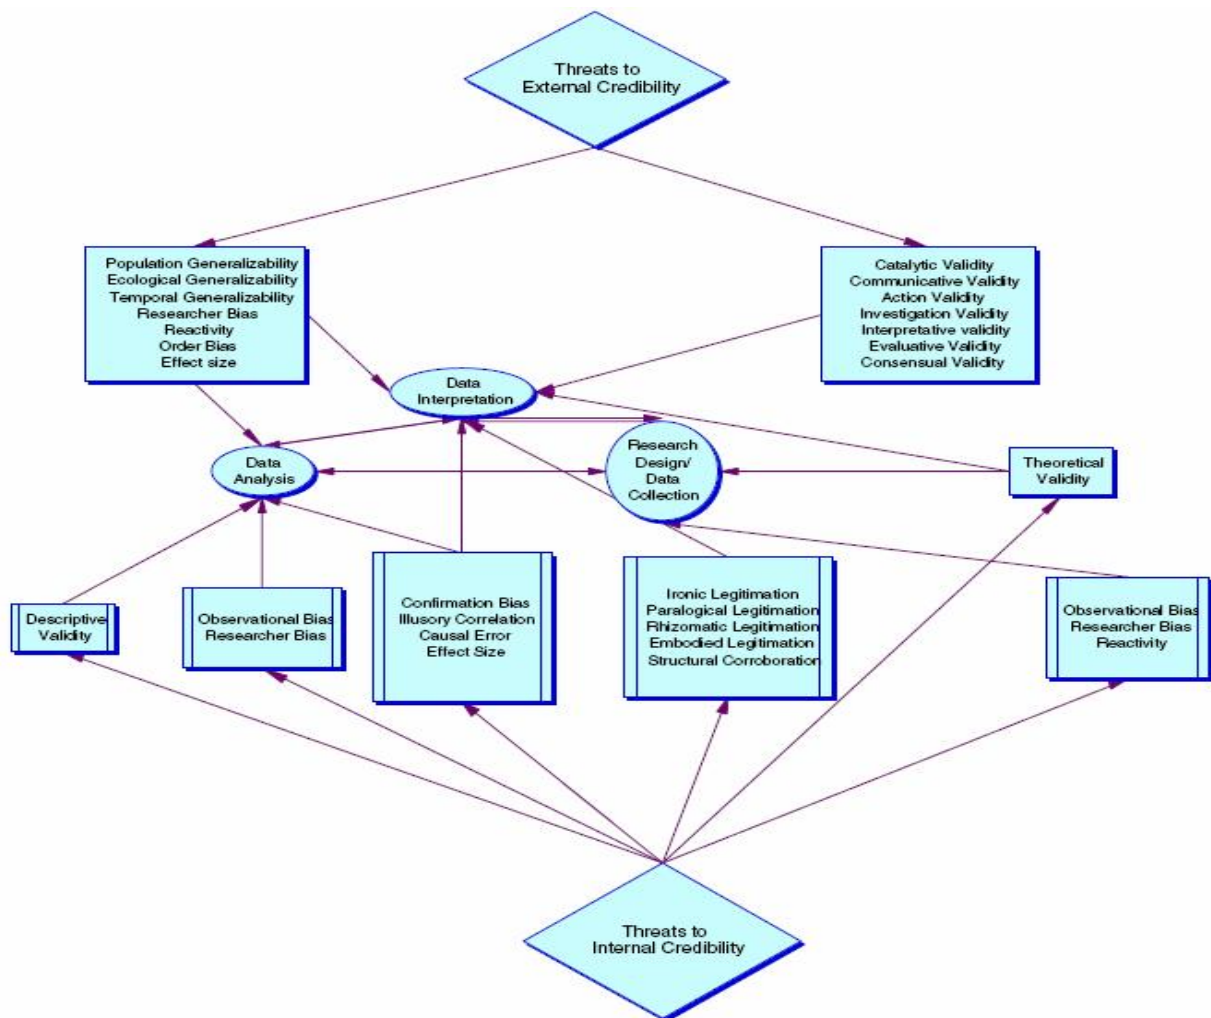 Threats to
External Credibility
Population Generalizability
Ecological Generalizability
Temporal Generalizability
Researcher Bias
Reactivity
Order Bias
Effect size
Catalytic Validity
Communicative Validity
Action Validity
Investigation Validity
Interpretative validity
Evaluative Validity
Consensual Validity
Data
Interpretation
Data
Analysis
Research
Design/
Data
Collection
Theoretical
Validity
Descriptive
Validity
Observational Bias
Researcher Bias
Confirmation Bias
Illusory Correlation
Causal Error
Effect Size
Ironic Legitimation
Paralogical Legitimation
Rhizomatic Legitimation
Embodied Legitimation
Structural Corroboration
Observational Bias
Researcher Bias
Reactivity
Threats to
Internal Credibility